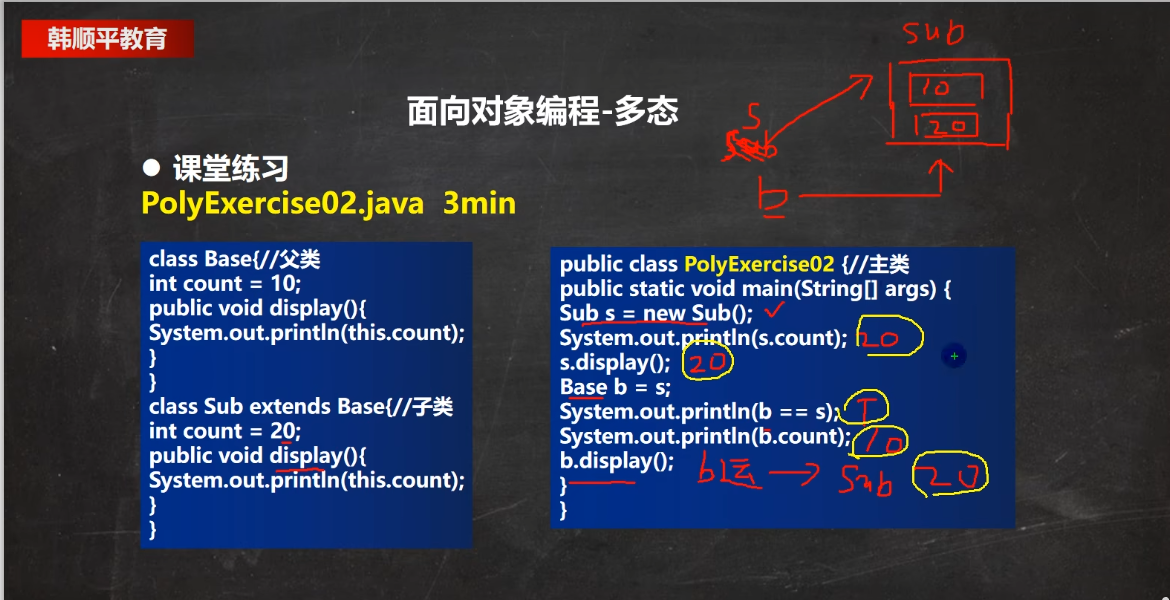 韩顺平教育
sub
面向对象编程-多态
10
20
s
b
b
● 课堂练习
PolyExercise02.java 3min
class Base{//父类
int count = 10;
public void display(){
System.out.println(this.count);
}
}
class Sub extends Base{//子类
int count = 20;
public void display(){
System.out.println(this.count);
}
}
public class PolyExercise02 {//主类
public static void main(String[] args) {
Sub s = new Sub();
System.out.println(s.count); 20
s.display(); 20
Base b = s;
System.out.println(b == s); T
System.out.println(b.count); 10
b.display();
b运 → Sub 20
}
}